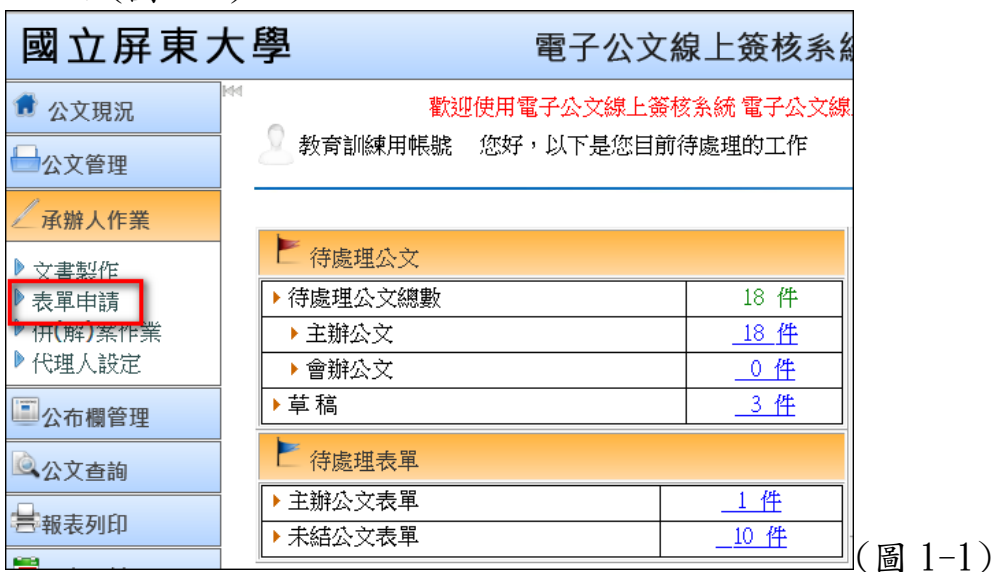 國立屏東大學
電子公文線上簽核系
公文現況
歡迎使用電子公文線上簽核系統 電子公文線
教育訓練用帳號 您好，以下是您目前待處理的工作
公文管理
承辦人作業
文書製作
表單申請
併(解)案作業
代理人設定
公布欄管理
公文查詢
報表列印
待處理公文
待處理公文總數 18 件
主辦公文 18 件
會辦公文 0 件
草稿 3 件
待處理表單
主辦公文表單 1 件
未結公文表單 10 件
(圖 1-1)